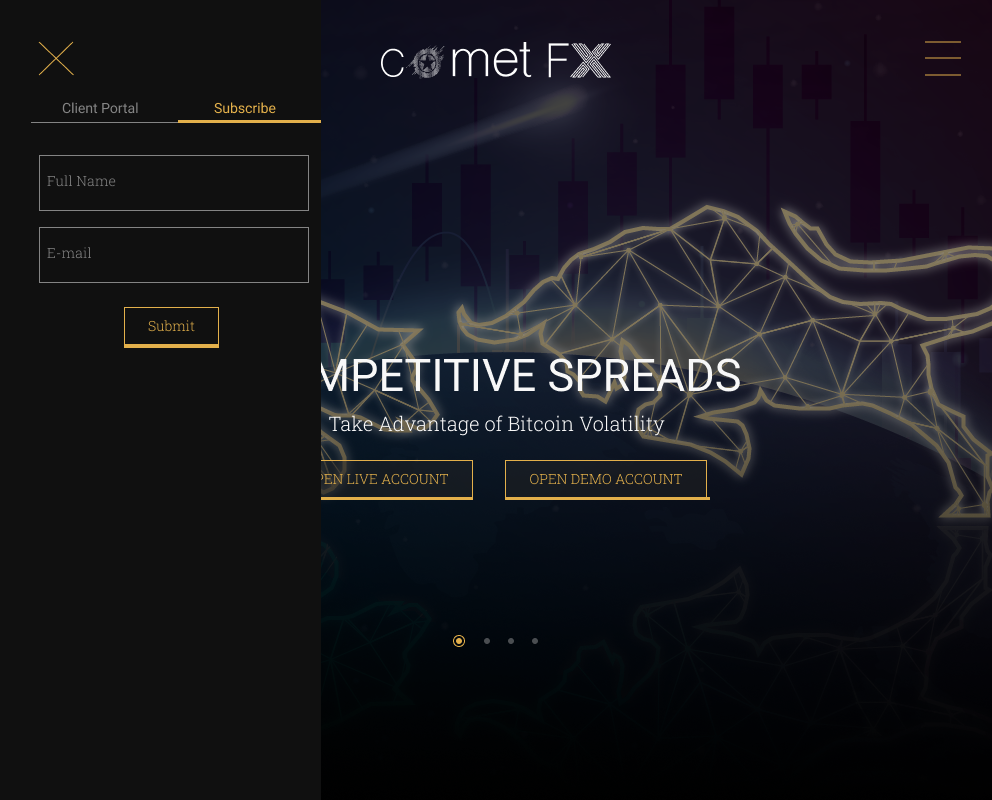 comet FX
Client Portal
Subscribe
Full Name
E-mail
Submit
MPETITIVE SPREADS
Take Advantage of Bitcoin Volatility
PEN LIVE ACCOUNT
OPEN DEMO ACCOUNT